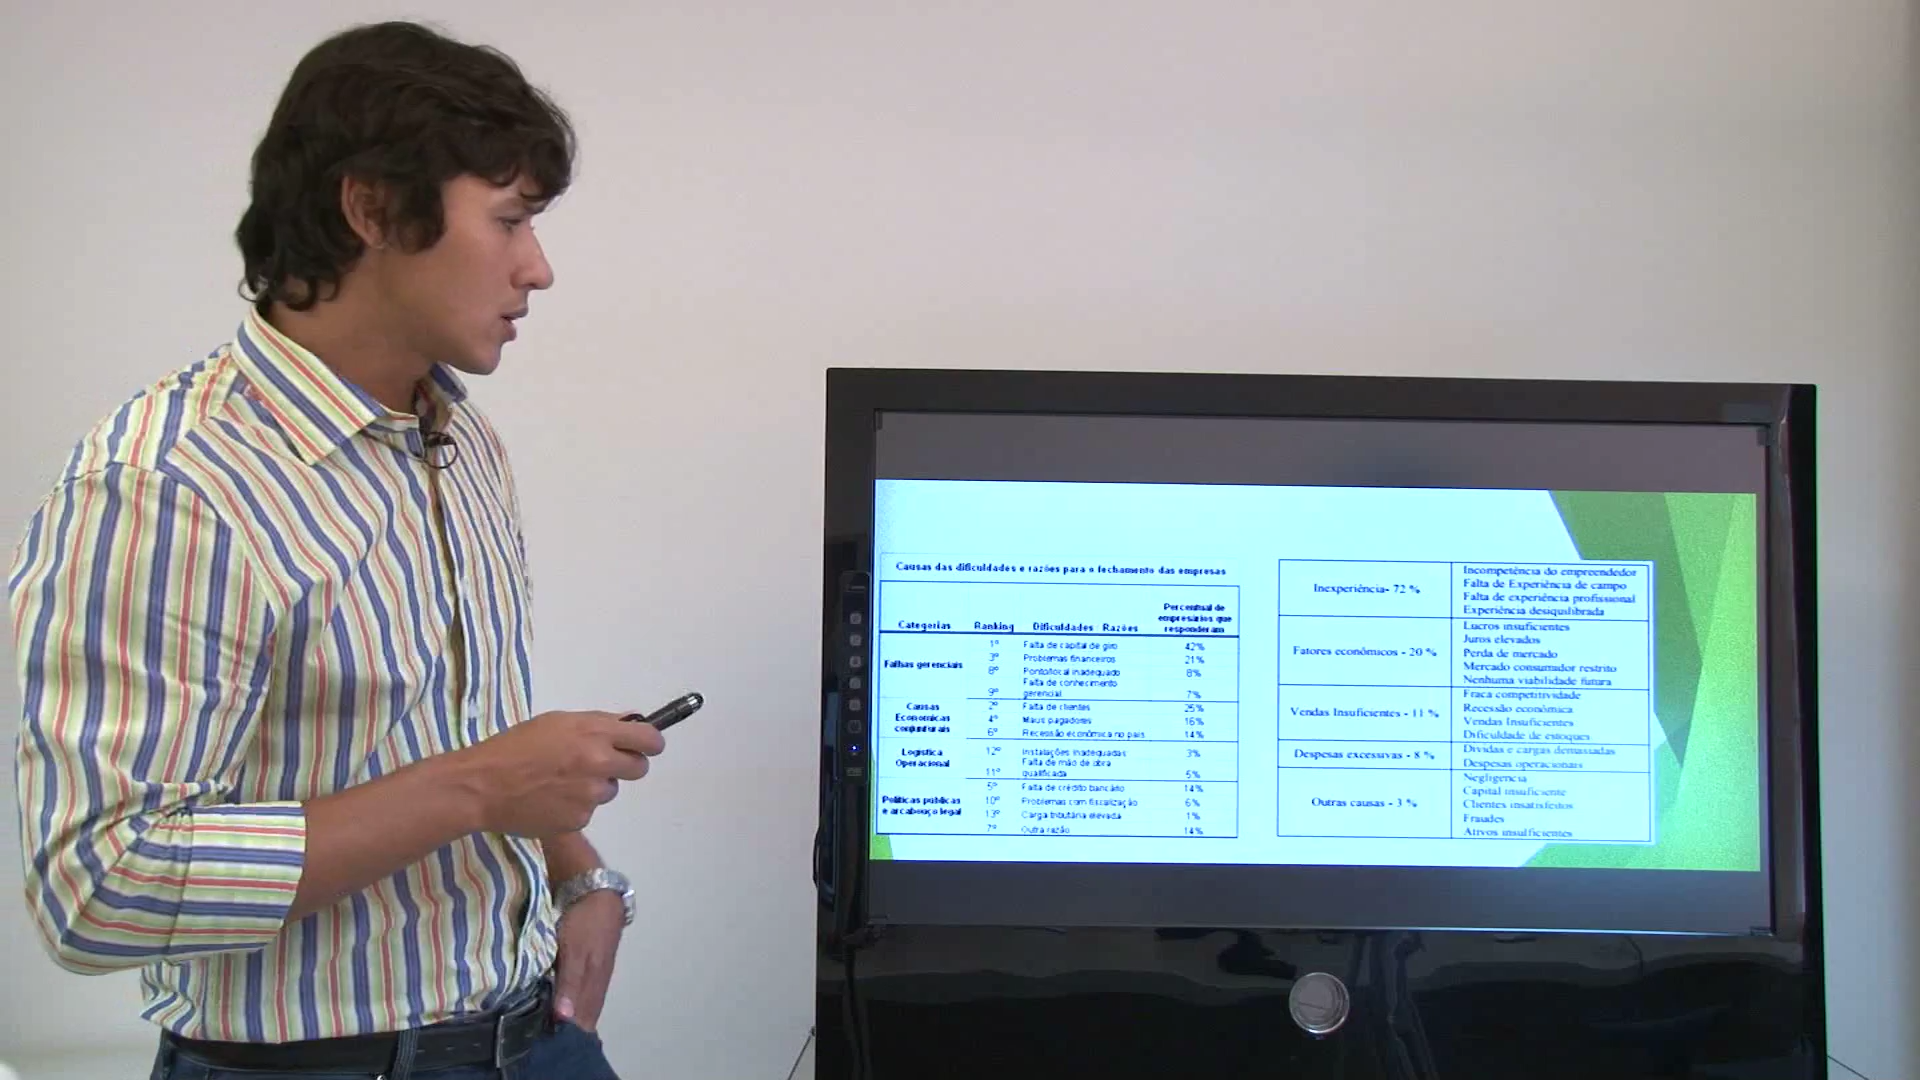 Causas das dificuldades e razões para o fechamento das empresas
Categorias Ranking Dificuldades Razões Percentual de empresários que responderam
Falhas gerenciais
1º Falta de capital de giro 42%
3º Problemas financeiros 21%
8º Ponto/local inadequado 8%
9º Falta de conhecimento gerencial 7%
Causas Econômicas conjunturais
2º Falta de clientes 25%
4º Maus pagadores 16%
6º Recessão econômica no país 14%
Logística Operacional
12º Instalações inadequadas 3%
11º Falta de mão de obra qualificada 5%
Políticas públicas e arcabouço legal
5º Falta de crédito bancário 14%
10º Problemas com fiscalização 6%
13º Carga tributária elevada 1%
7º Outra razão 14%
Inexperiência- 72 %
Incompetência do empreendedor
Falta de Experiência de campo
Falta de experiência profissional
Experiência desiquilibrada
Fatores econômicos - 20 %
Lucros insuficientes
Juros elevados
Perda de mercado
Mercado consumador restrito
Nenhuma viabilidade futura
Vendas Insuficientes - 11 %
Fraca competitividade
Recessão econômica
Vendas Insuficientes
Dificuldade de estoques
Despesas excessivas - 8 %
Dívidas e cargas demasiadas
Despesas operacionais
Outras causas - 3 %
Negligência
Capital insuficiente
Clientes insatisfeitos
Fraudes
Ativos insuficientes